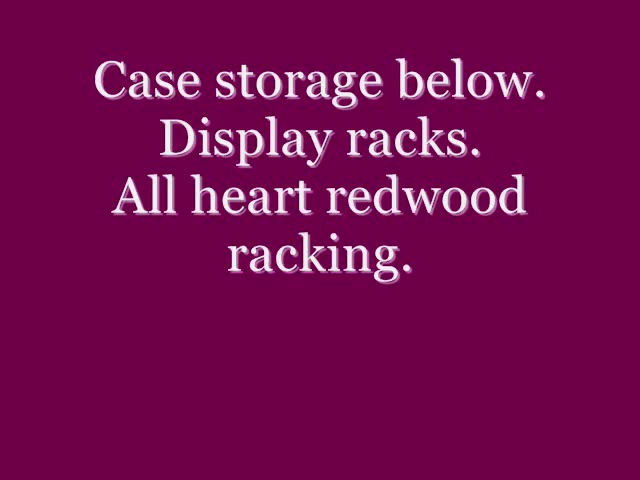 Case storage below.
Display racks.
All heart redwood
racking.